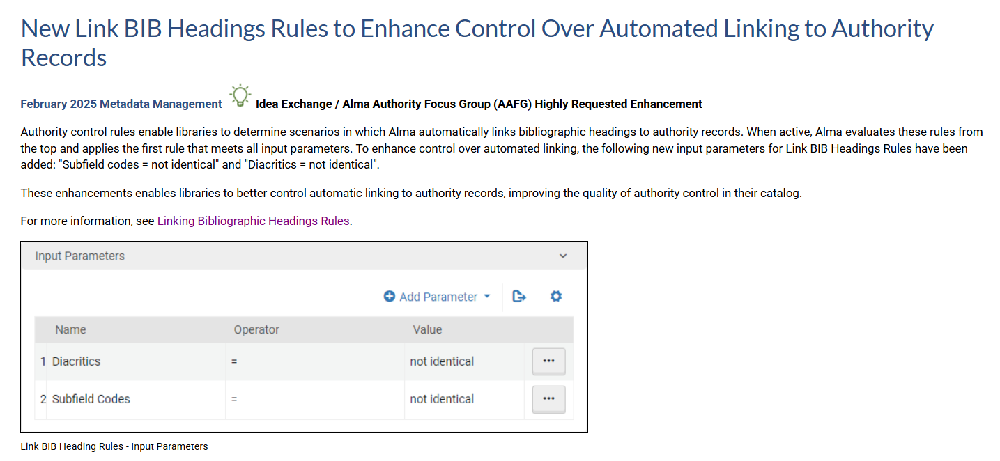 New Link BIB Headings Rules to Enhance Control Over Automated Linking to Authority
Records
February 2025 Metadata Management Idea Exchange / Alma Authority Focus Group (AAFG) Highly Requested Enhancement
Authority control rules enable libraries to determine scenarios in which Alma automatically links bibliographic headings to authority records. When active, Alma evaluates these rules from
the top and applies the first rule that meets all input parameters. To enhance control over automated linking, the following new input parameters for Link BIB Headings Rules have been
added: "Subfield codes = not identical" and "Diacritics = not identical".
These enhancements enables libraries to better control automatic linking to authority records, improving the quality of authority control in their catalog.
For more information, see Linking Bibliographic Headings Rules.
Input Parameters
Add Parameter
Name Operator Value
1 Diacritics = not identical
2 Subfield Codes = not identical
Link BIB Heading Rules - Input Parameters